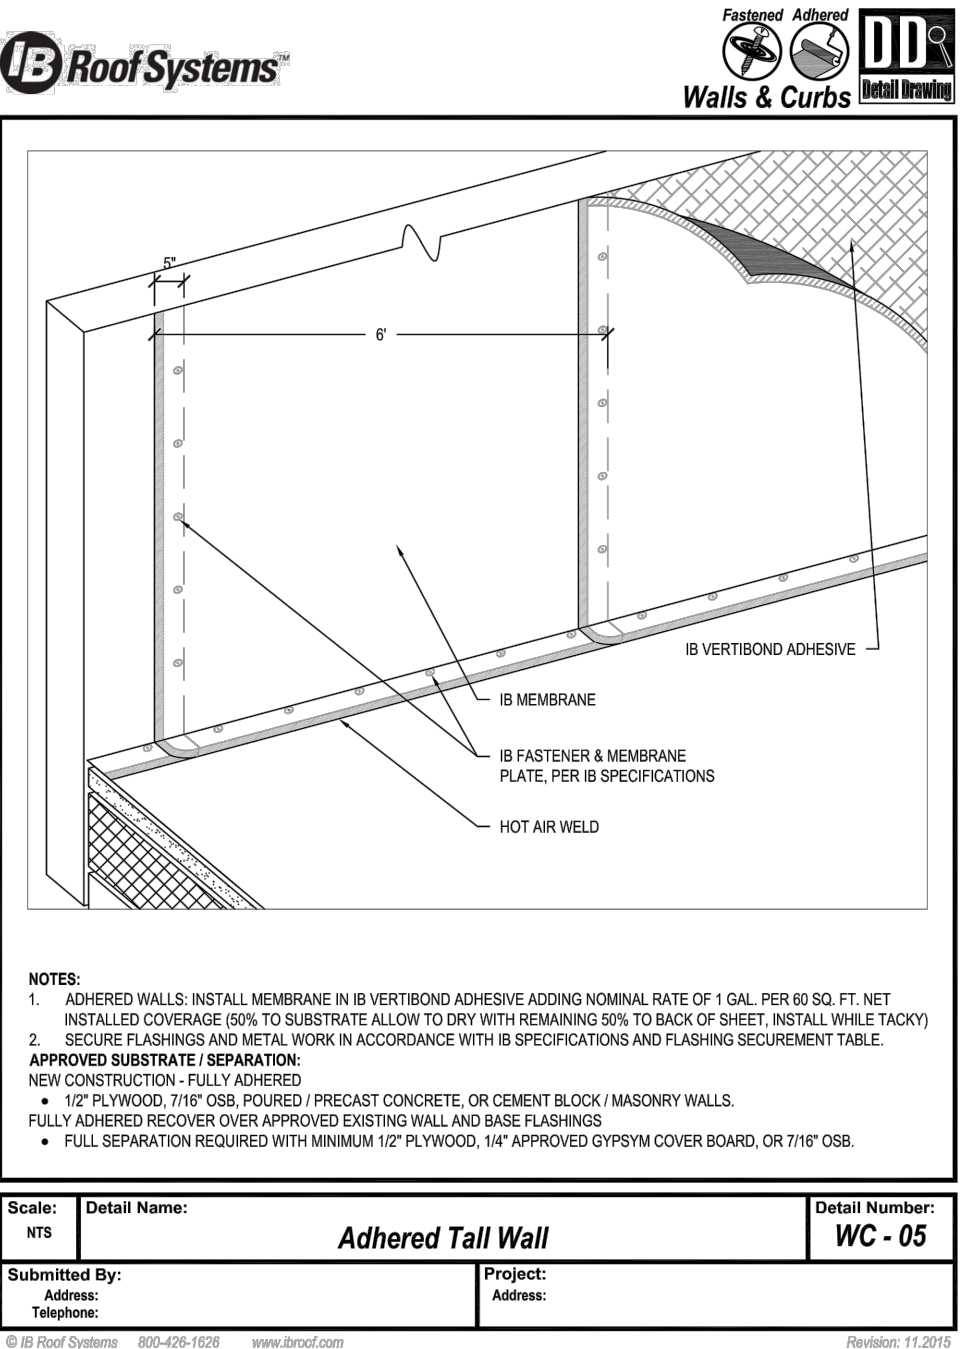 Fastened Adhered
IB Roof Systems™
DD
Walls & Curbs
Detail Drawing
5"
6'
IB VERTIBOND ADHESIVE
IB MEMBRANE
IB FASTENER & MEMBRANE
PLATE, PER IB SPECIFICATIONS
HOT AIR WELD
NOTES:
1. ADHERED WALLS: INSTALL MEMBRANE IN IB VERTIBOND ADHESIVE ADDING NOMINAL RATE OF 1 GAL. PER 60 SQ. FT. NET
INSTALLED COVERAGE (50% TO SUBSTRATE ALLOW TO DRY WITH REMAINING 50% TO BACK OF SHEET, INSTALL WHILE TACKY)
2. SECURE FLASHINGS AND METAL WORK IN ACCORDANCE WITH IB SPECIFICATIONS AND FLASHING SECUREMENT TABLE.
APPROVED SUBSTRATE / SEPARATION:
NEW CONSTRUCTION - FULLY ADHERED
● 1/2" PLYWOOD, 7/16" OSB, POURED / PRECAST CONCRETE, OR CEMENT BLOCK / MASONRY WALLS.
FULLY ADHERED RECOVER OVER APPROVED EXISTING WALL AND BASE FLASHINGS
● FULL SEPARATION REQUIRED WITH MINIMUM 1/2" PLYWOOD, 1/4" APPROVED GYPSYM COVER BOARD, OR 7/16" OSB.
Scale:
NTS
Detail Name:
Adhered Tall Wall
Detail Number:
WC - 05
Submitted By:
Address:
Telephone:
Project:
Address:
© IB Roof Systems 800-426-1626 www.ibroof.com
Revision: 11.2015